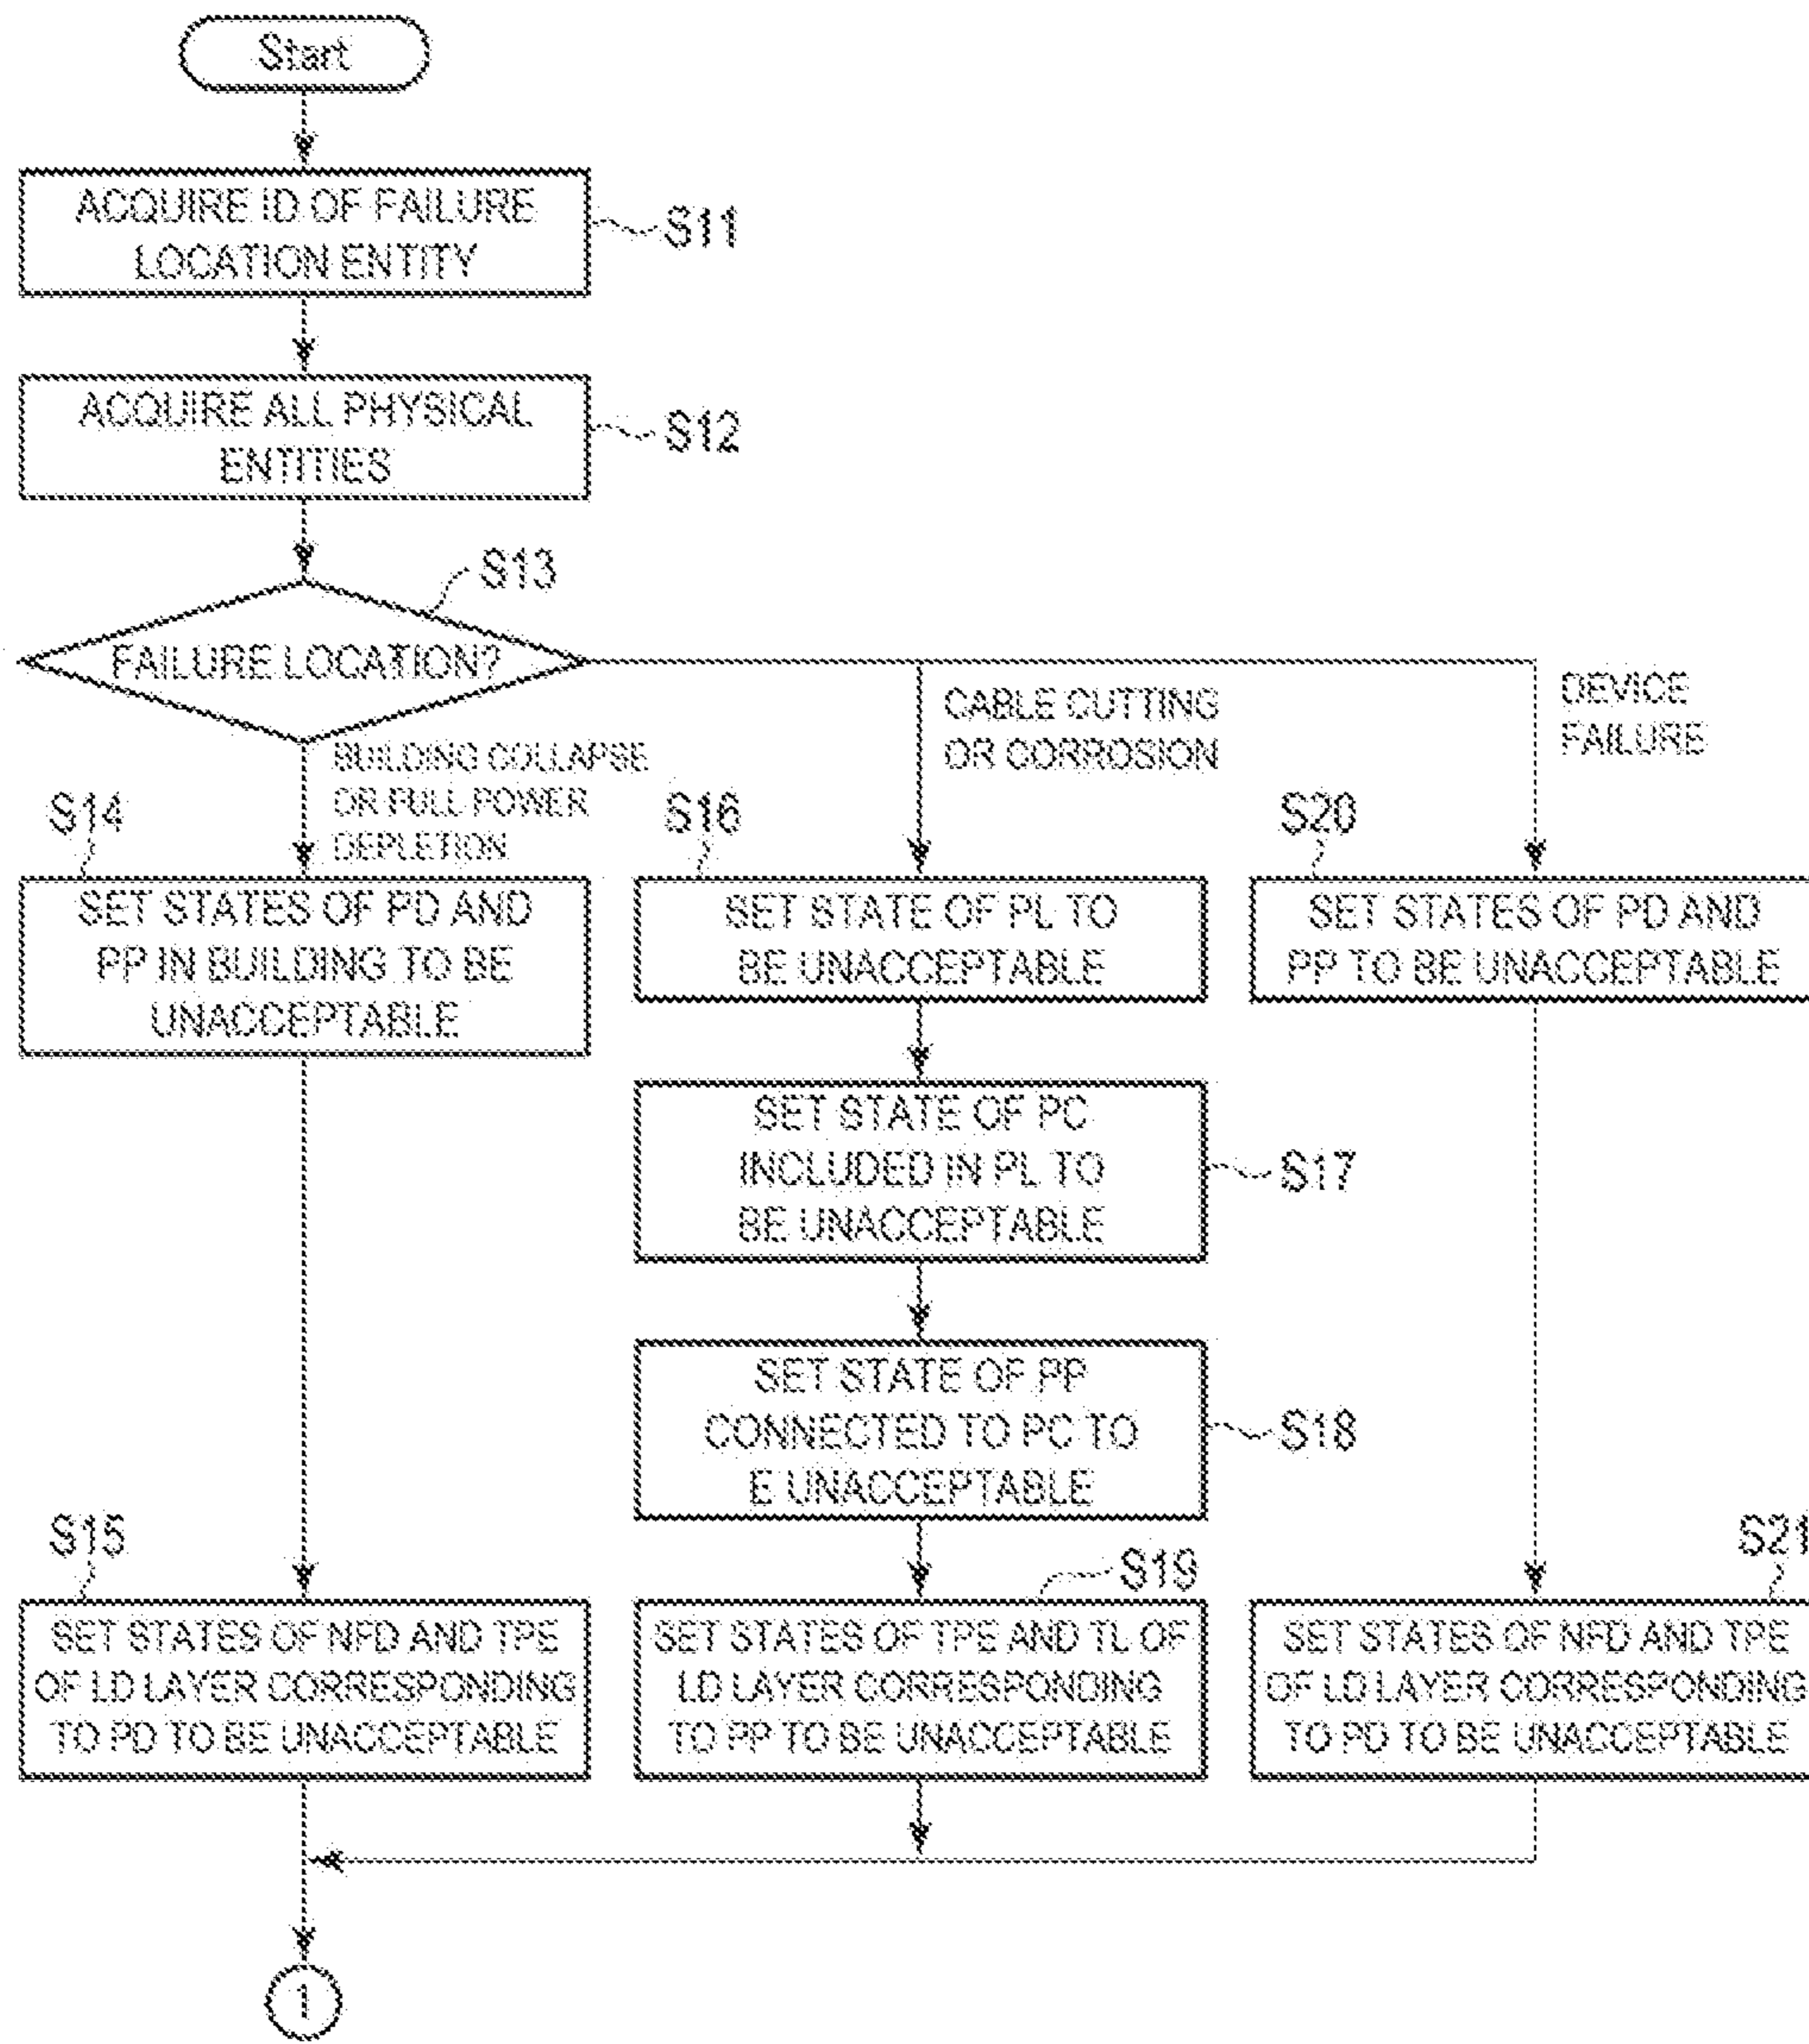 Start
ACQUIRE ID OF FAILURE
LOCATION ENTITY
S11
ACQUIRE ALL PHYSICAL
ENTITIES
S12
S13
FAILURE LOCATION?
BUILDING COLLAPSE
OR FULL POWER
DEPLETION
CABLE CUTTING
OR CORROSION
DEVICE
FAILURE
S14
SET STATES OF PD AND
PP IN BUILDING TO BE
UNACCEPTABLE
S16
SET STATE OF PL TO
BE UNACCEPTABLE
S20
SET STATES OF PD AND
PP TO BE UNACCEPTABLE
SET STATE OF PC
INCLUDED IN PL TO
BE UNACCEPTABLE
S17
SET STATE OF PP
CONNECTED TO PC TO
E UNACCEPTABLE
S18
S15
SET STATES OF NFD AND TPE
OF LD LAYER CORRESPONDING
TO PD TO BE UNACCEPTABLE
S19
SET STATES OF TPE AND TL OF
LD LAYER CORRESPONDING
TO PP TO BE UNACCEPTABLE
S21
SET STATES OF NFD AND TPE
OF LD LAYER CORRESPONDING
TO PD TO BE UNACCEPTABLE
1